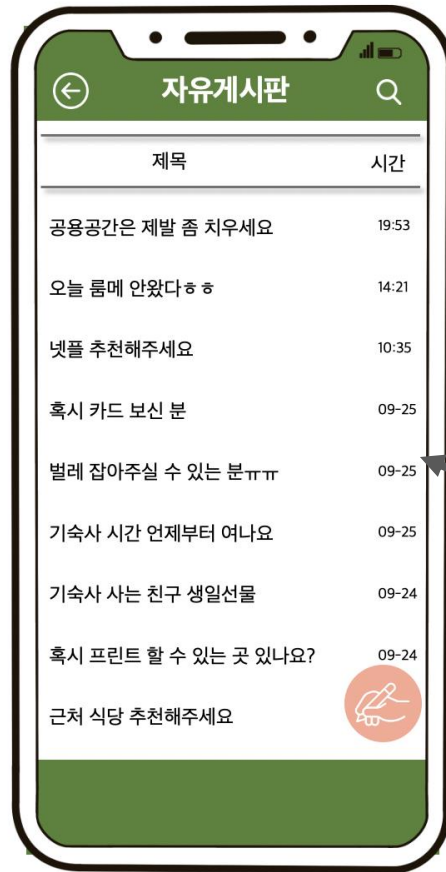 자유게시판
제목 시간
공용공간은 제발 좀 치우세요 19:53
오늘 룸메 안왔다ㅎㅎ 14:21
넷플 추천해주세요 10:35
혹시 카드 보신 분 09-25
벌레 잡아주실 수 있는 분ㅠㅠ 09-25
기숙사 시간 언제부터 여나요 09-25
기숙사 사는 친구 생일선물 09-24
혹시 프린트 할 수 있는 곳 있나요? 09-24
근처 식당 추천해주세요